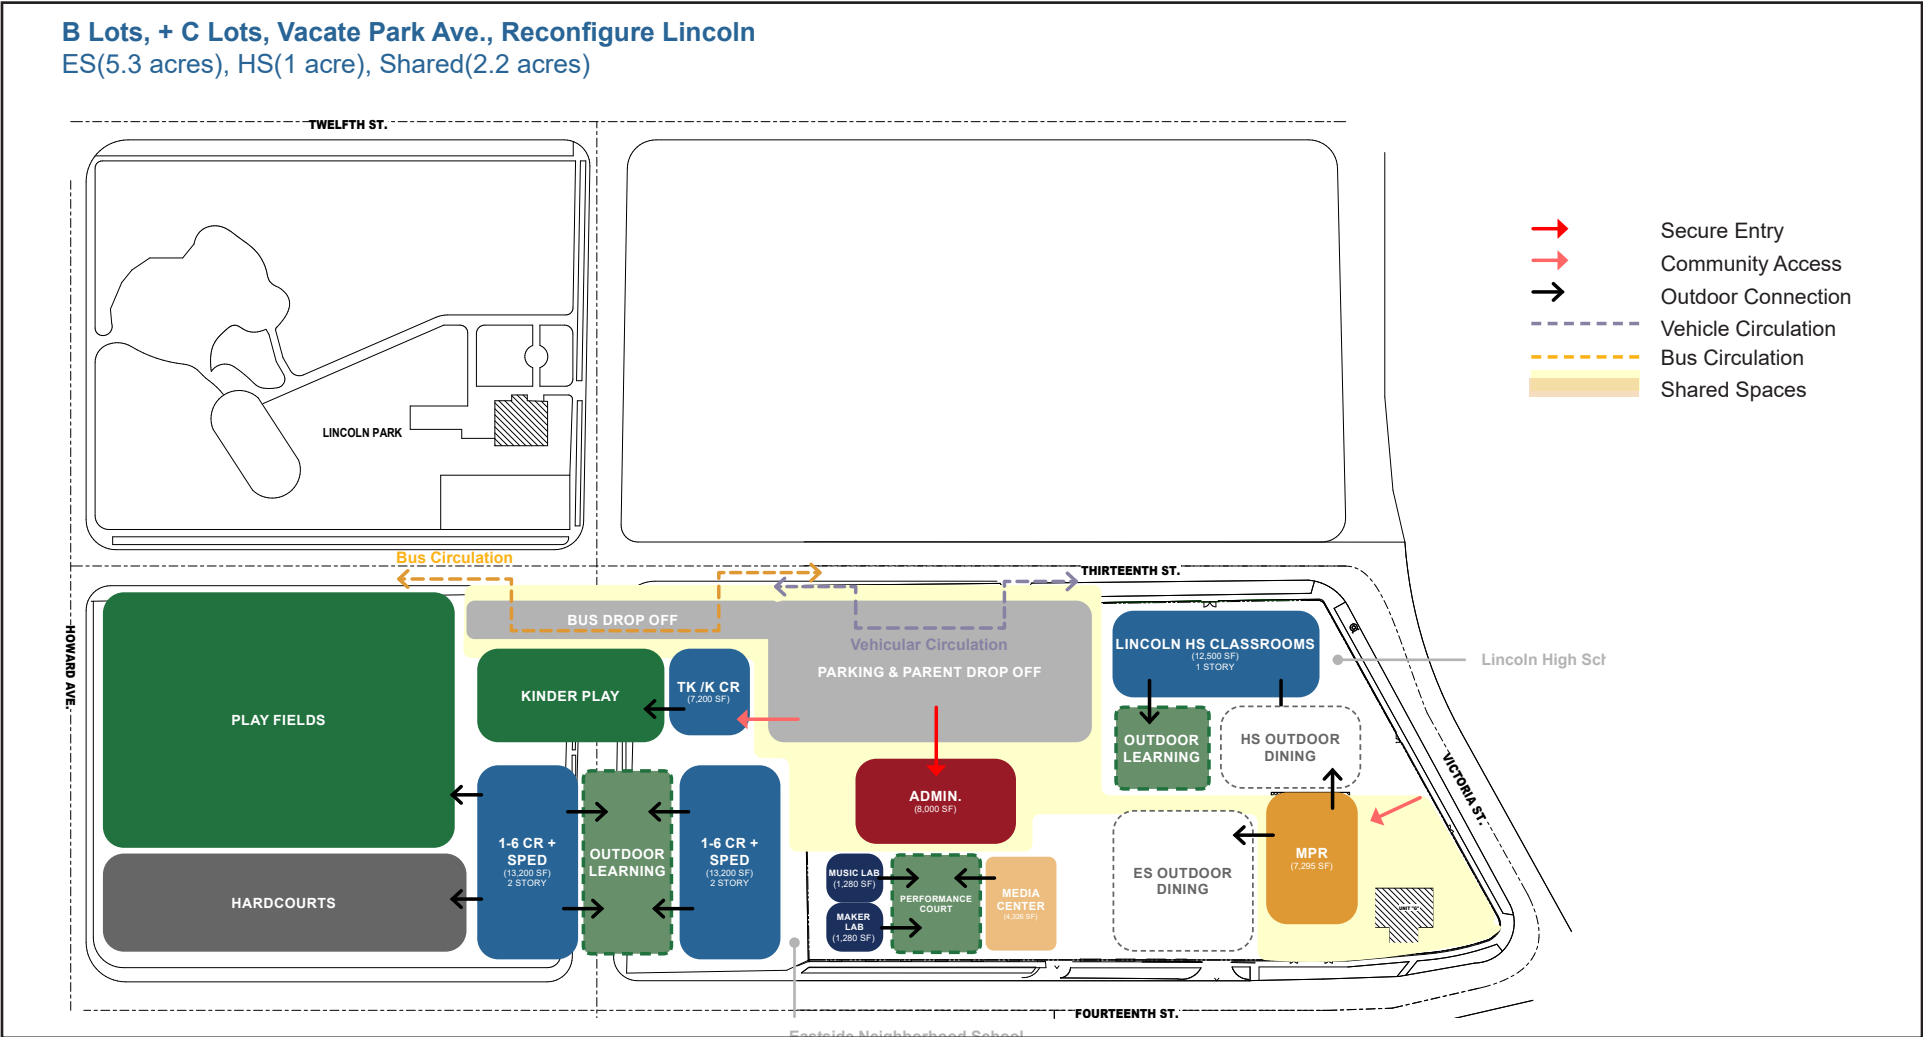 B Lots, + C Lots, Vacate Park Ave., Reconfigure Lincoln
ES(5.3 acres), HS(1 acre), Shared(2.2 acres)
TWELFTH ST.
Secure Entry
Community Access
Outdoor Connection
Vehicle Circulation
Bus Circulation
Shared Spaces
LINCOLN PARK
Bus Circulation
THIRTEENTH ST.
HOWARD AVE.
BUS DROP OFF
Vehicular Circulation
PARKING & PARENT DROP OFF
LINCOLN HS CLASSROOMS
(12,500 SF)
1 STORY
Lincoln High Sch
KINDER PLAY
TK /K CR
(7,200 SF)
PLAY FIELDS
OUTDOOR
LEARNING
HS OUTDOOR
DINING
VICTORIA ST.
ADMIN.
(8,000 SF)
1-6 CR +
SPED
(13,200 SF)
2 STORY
OUTDOOR
LEARNING
1-6 CR +
SPED
(13,200 SF)
2 STORY
MPR
(7,295 SF)
ES OUTDOOR
DINING
MUSIC LAB
(1,280 SF)
MAKER
LAB
(1,280 SF)
PERFORMANCE
COURT
MEDIA
CENTER
(4,326 SF)
HARDCOURTS
FOURTEENTH ST.
Eastside Neighborhood School